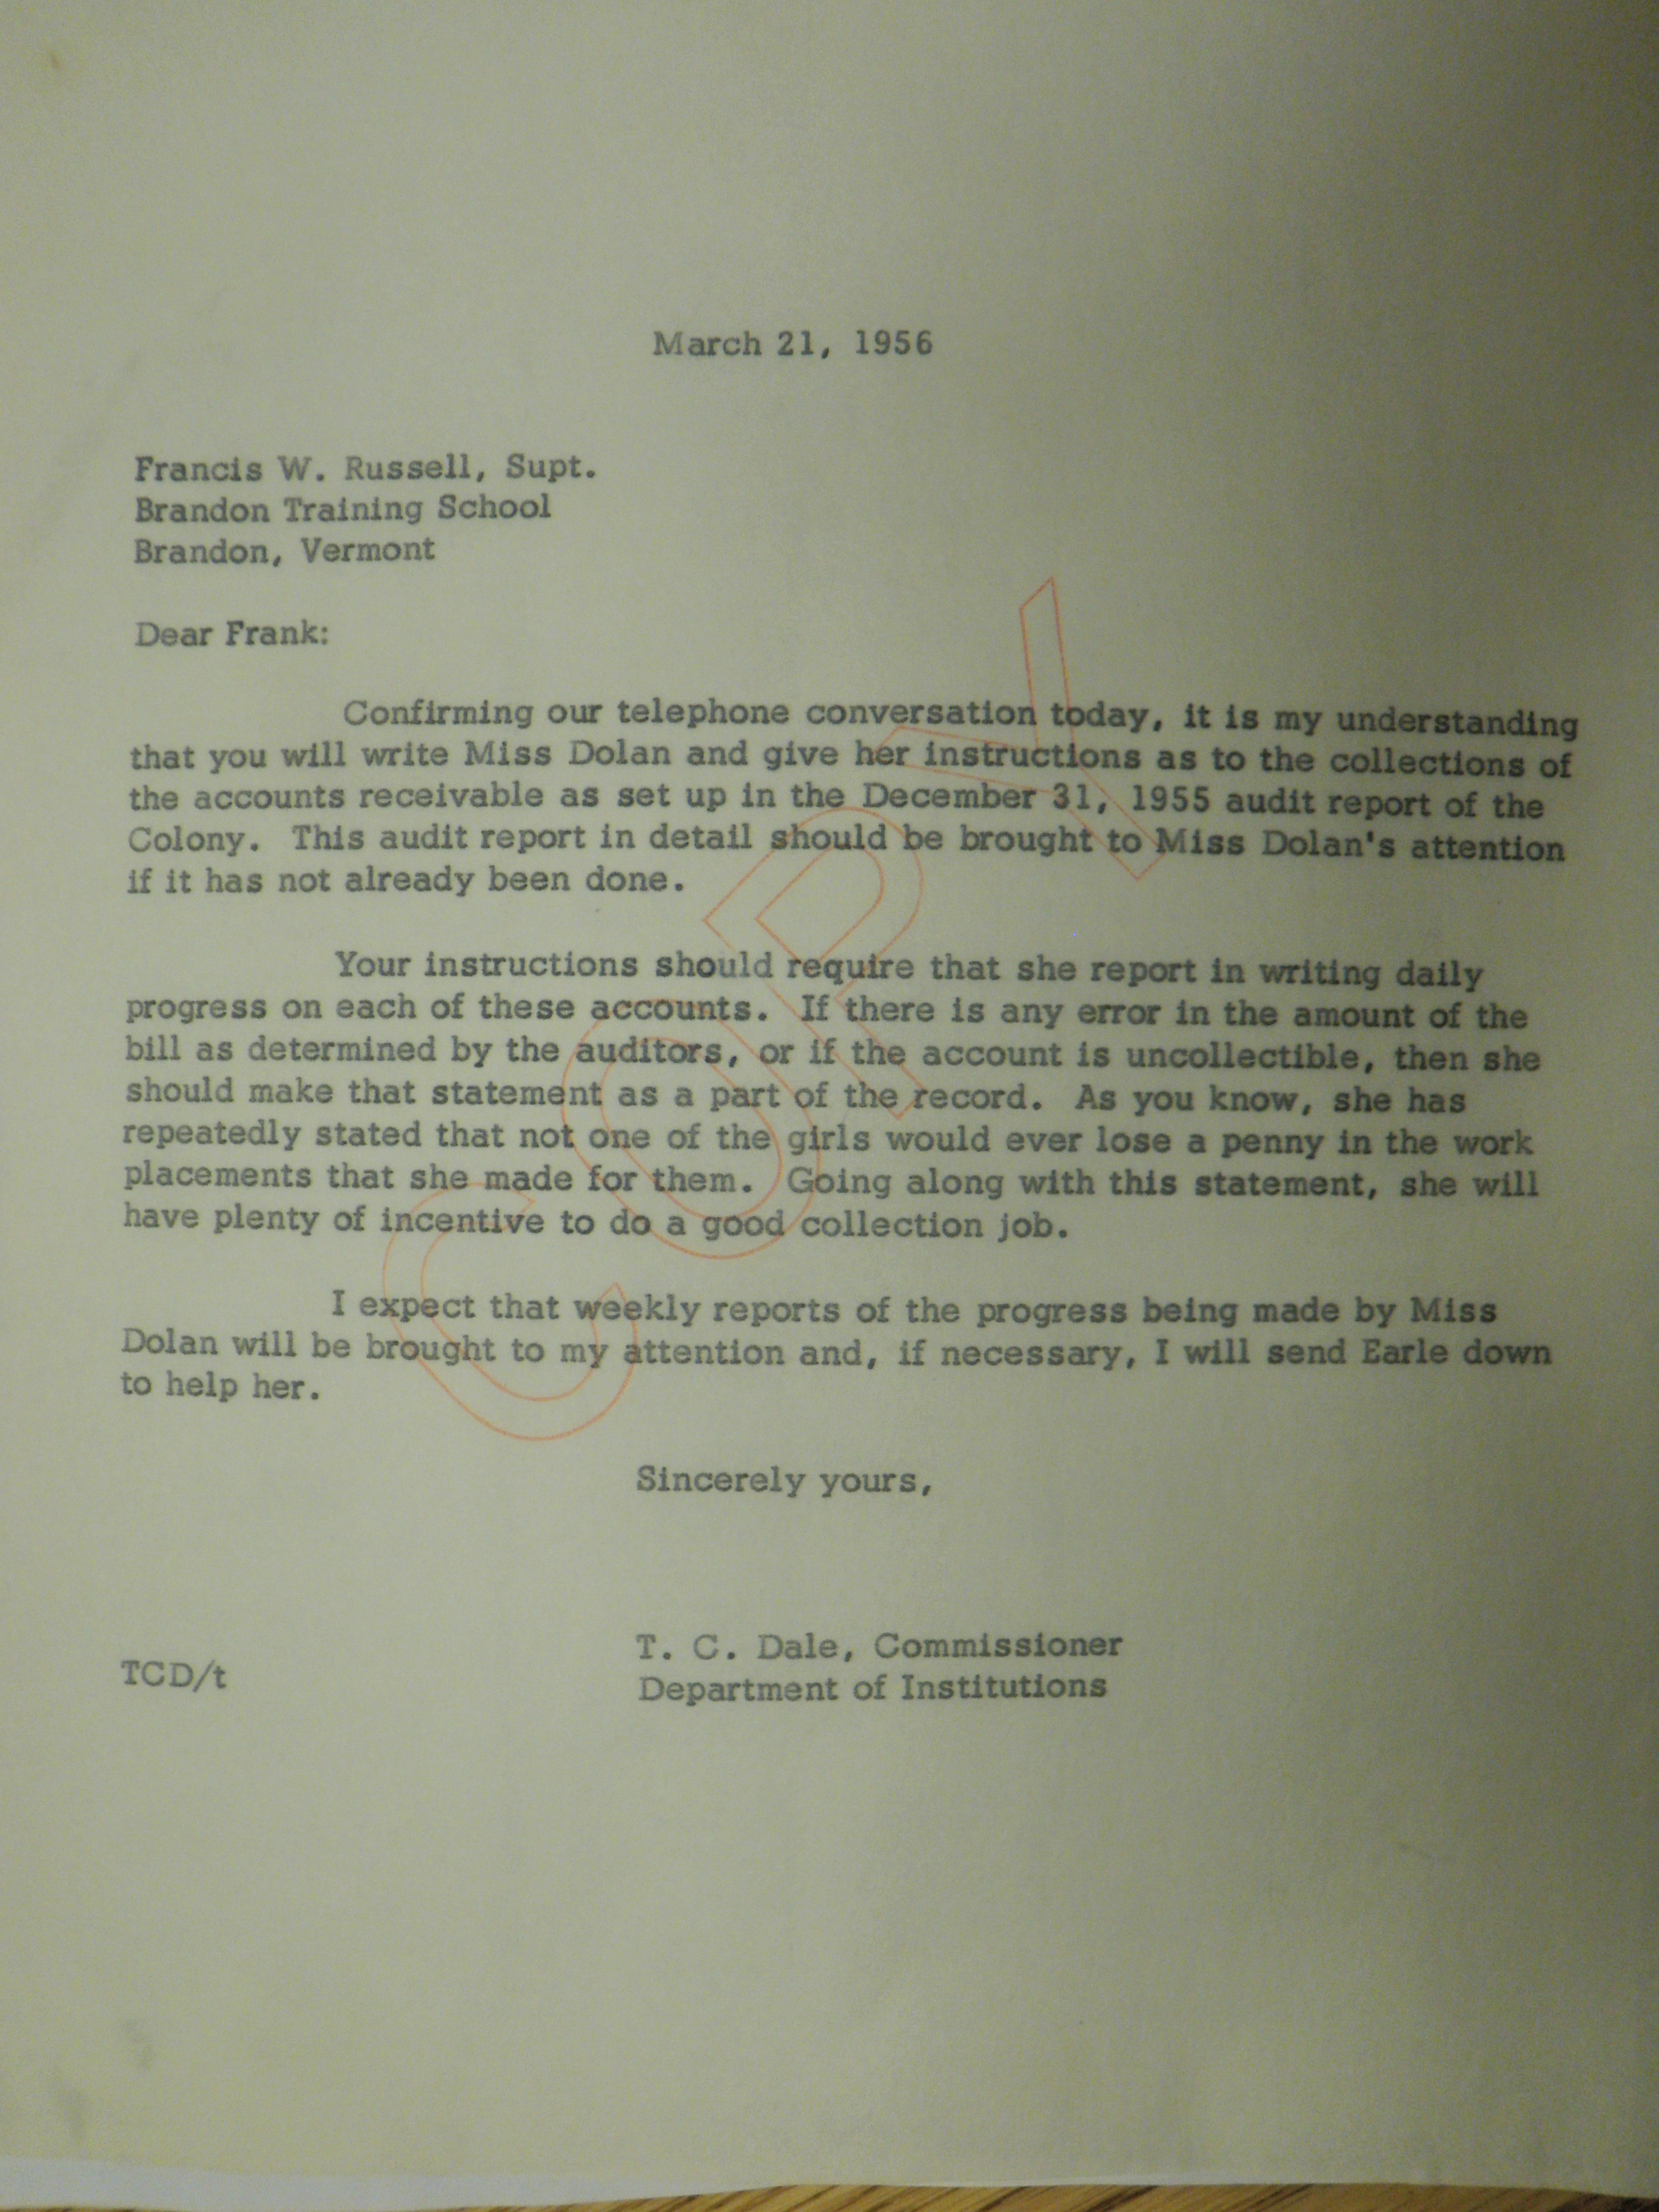 March 21, 1956
Francis W. Russell, Supt.
Brandon Training School
Brandon, Vermont
Dear Frank:
Confirming our telephone conversation today, it is my understanding
that you will write Miss Dolan and give her instructions as to the collections of
the accounts receivable as set up in the December 31, 1955 audit report of the
Colony. This audit report in detail should be brought to Miss Dolan's attention
if it has not already been done.
Your instructions should require that she report in writing daily
progress on each of these accounts. If there is any error in the amount of the
bill as determined by the auditors, or if the account is uncollectible, then she
should make that statement as a part of the record. As you know, she has
repeatedly stated that not one of the girls would ever lose a penny in the work
placements that she made for them. Going along with this statement, she will
have plenty of incentive to do a good collection job.
I expect that weekly reports of the progress being made by Miss
Dolan will be brought to my attention and, if necessary, I will send Earle down
to help her.
Sincerely yours,
T. C. Dale, Commissioner
Department of Institutions
TCD/t
COPY